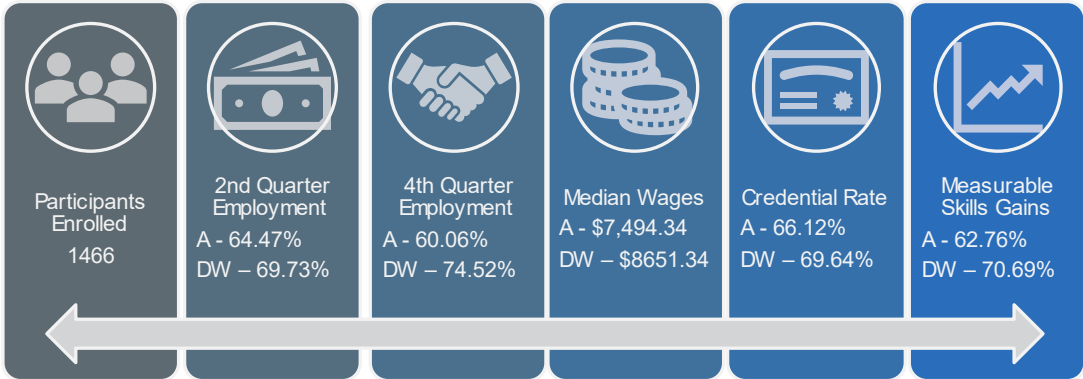 Participants
Enrolled
1466
2nd Quarter
Employment
A - 64.47%
DW – 69.73%
4th Quarter
Employment
A - 60.06%
DW – 74.52%
Median Wages
A - $7,494.34
DW – $8651.34
Credential Rate
A - 66.12%
DW – 69.64%
Measurable
Skills Gains
A - 62.76%
DW – 70.69%